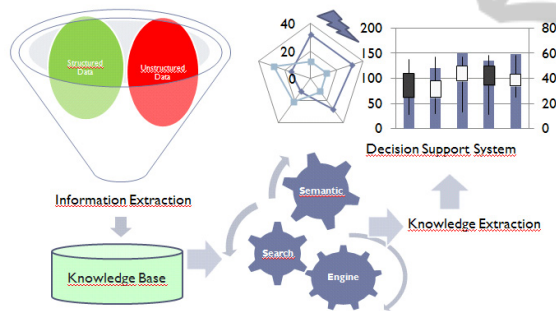 Structured
Data
Unstructured
Data
Information Extraction
Knowledge Base
Semantic
Search
Engine
Knowledge Extraction
Decision Support System
40
20
0
200
150
100
50
0
80
60
40
20
0